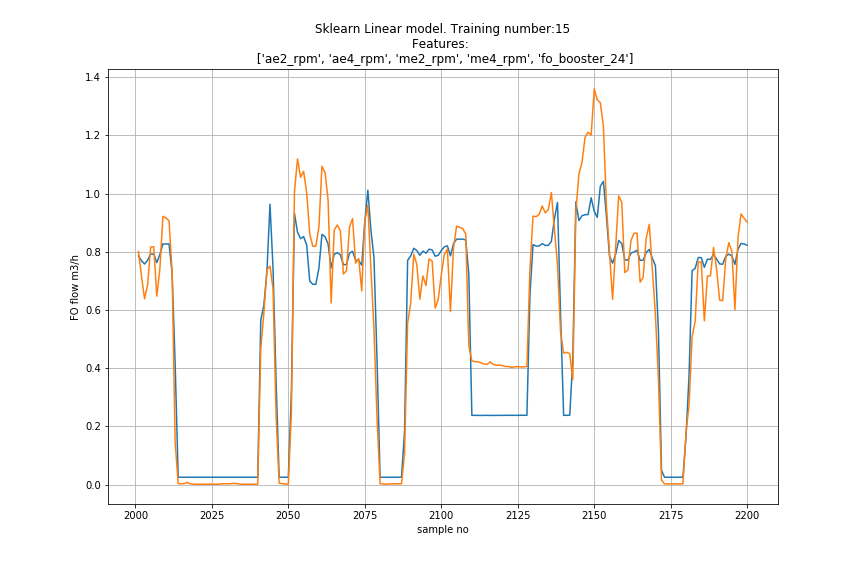 Sklearn Linear model. Training number:15
Features:
['ae2_rpm', 'ae4_rpm', 'me2_rpm', 'me4_rpm', 'fo_booster_24']
1.4
1.2
1.0
0.8
0.6
0.4
0.2
0.0
FO flow m3/h
2000 2025 2050 2075 2100 2125 2150 2175 2200
sample no